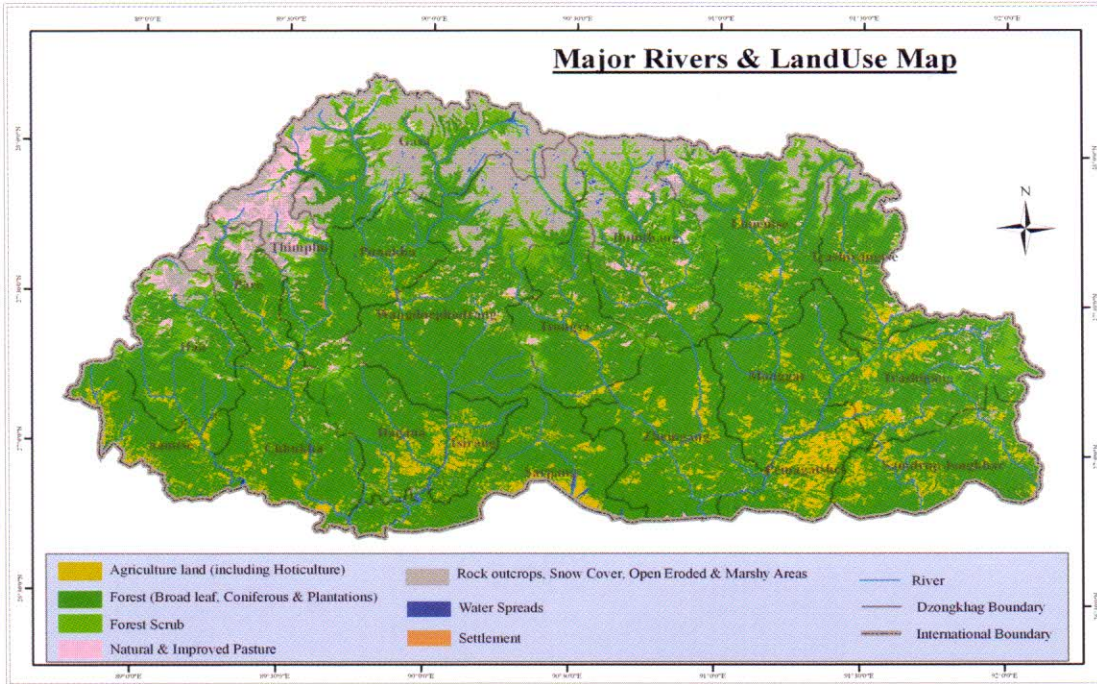 Major Rivers & LandUse Map
N
Gasa
Thimphu
Punakha
Paro
Haa
Wangduephodrang
Bumthang
Lhuentse
Trashiyangtse
Trongsa
Mongar
Trashigang
Samtse
Chhukha
Dagana
Tsirang
Sarpang
Zhemgang
Pemagatshel
Samdrup Jongkhar
Agriculture land (including Hoticulture)
Forest (Broad leaf, Coniferous & Plantations)
Forest Scrub
Natural & Improved Pasture
Rock outcrops, Snow Cover, Open Eroded & Marshy Areas
Water Spreads
Settlement
River
Dzongkhag Boundary
International Boundary